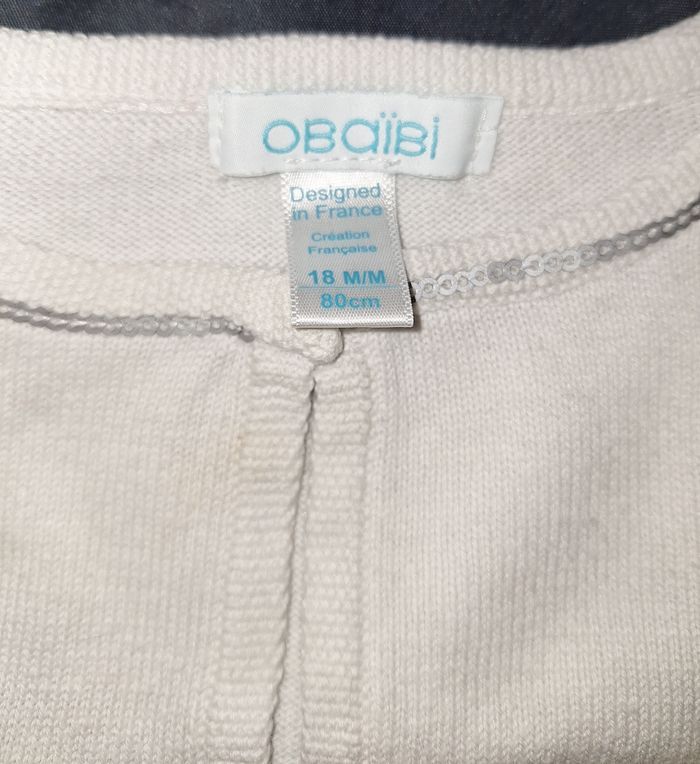 OBaïBi
Designed
in France
Création
Française
18 M/M
80cm